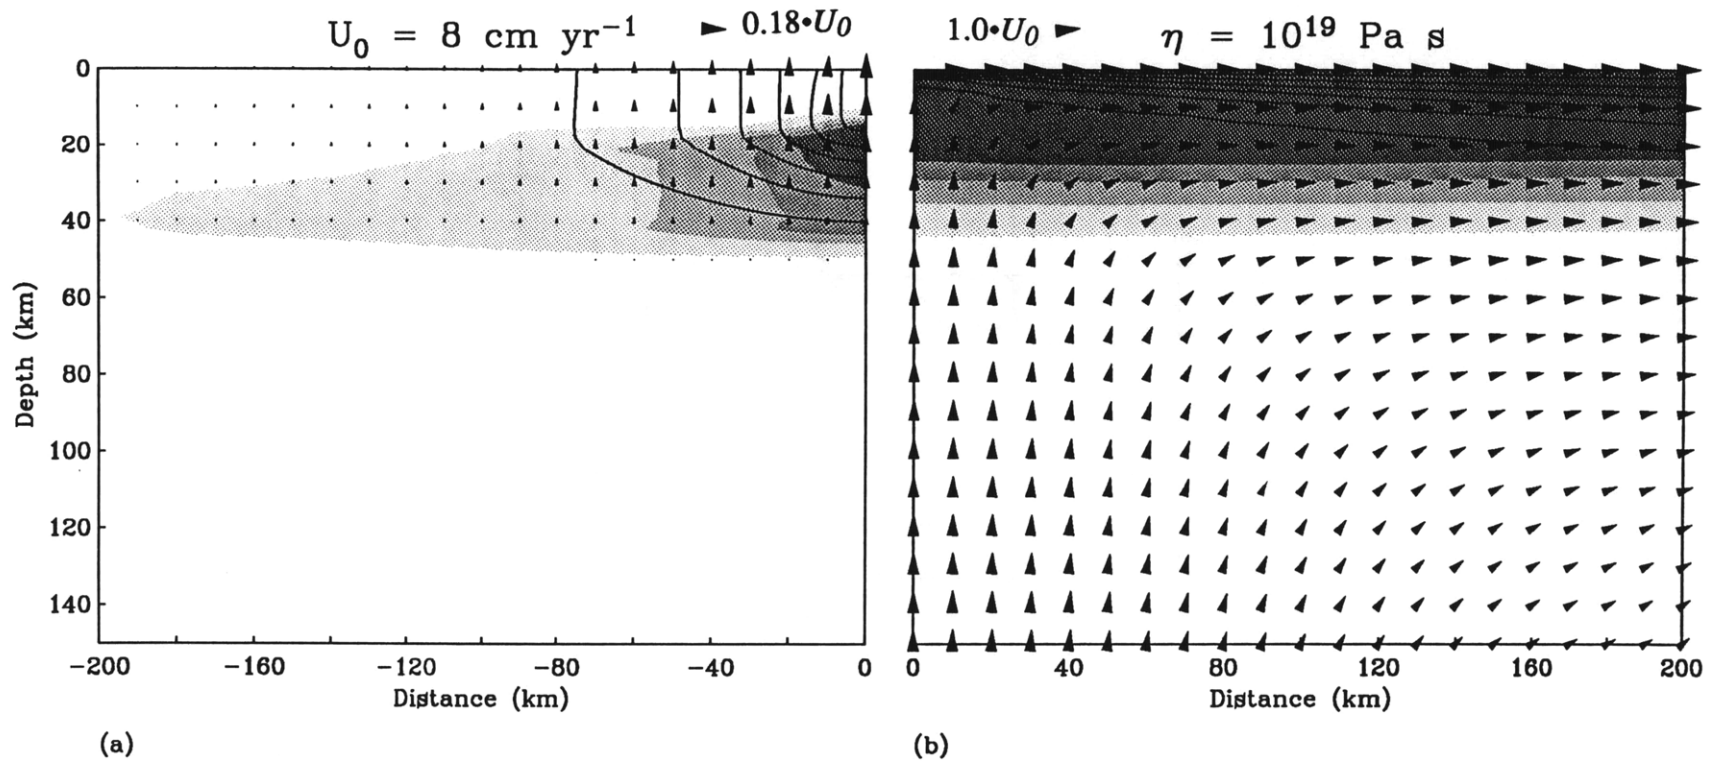 U₀ = 8 cm yr⁻¹ 0.18•U₀ 1.0•U₀ η = 10¹⁹ Pa s
0
20
40
60
80
100
120
140
Depth (km)
-200 -160 -120 -80 -40 0
Distance (km)
0 40 80 120 160 200
Distance (km)
(a) (b)